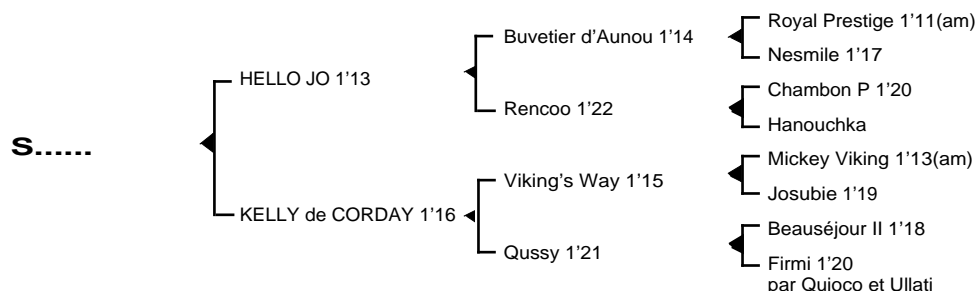 Royal Prestige 1'11(am)
Buvetier d'Aunou 1'14
Nesmile 1'17
HELLO JO 1'13
Chambon P 1'20
Rencoo 1'22
Hanouchka
S......
Mickey Viking 1'13(am)
Viking's Way 1'15
Josubie 1'19
KELLY de CORDAY 1'16
Beauséjour II 1'18
Qussy 1'21
Firmi 1'20
par Quioco et Ullati